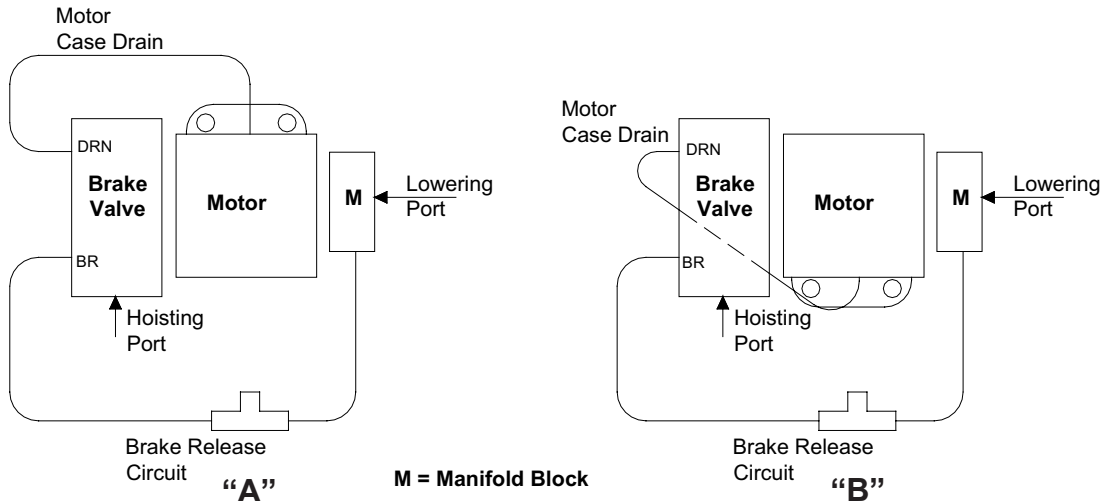 Motor
Case Drain
DRN
Brake
Valve
Motor
M
Lowering
Port
BR
Hoisting
Port
Brake Release
Circuit
“A”
M = Manifold Block
Motor
Case Drain
DRN
Brake
Valve
Motor
M
Lowering
Port
BR
Hoisting
Port
Brake Release
Circuit
“B”